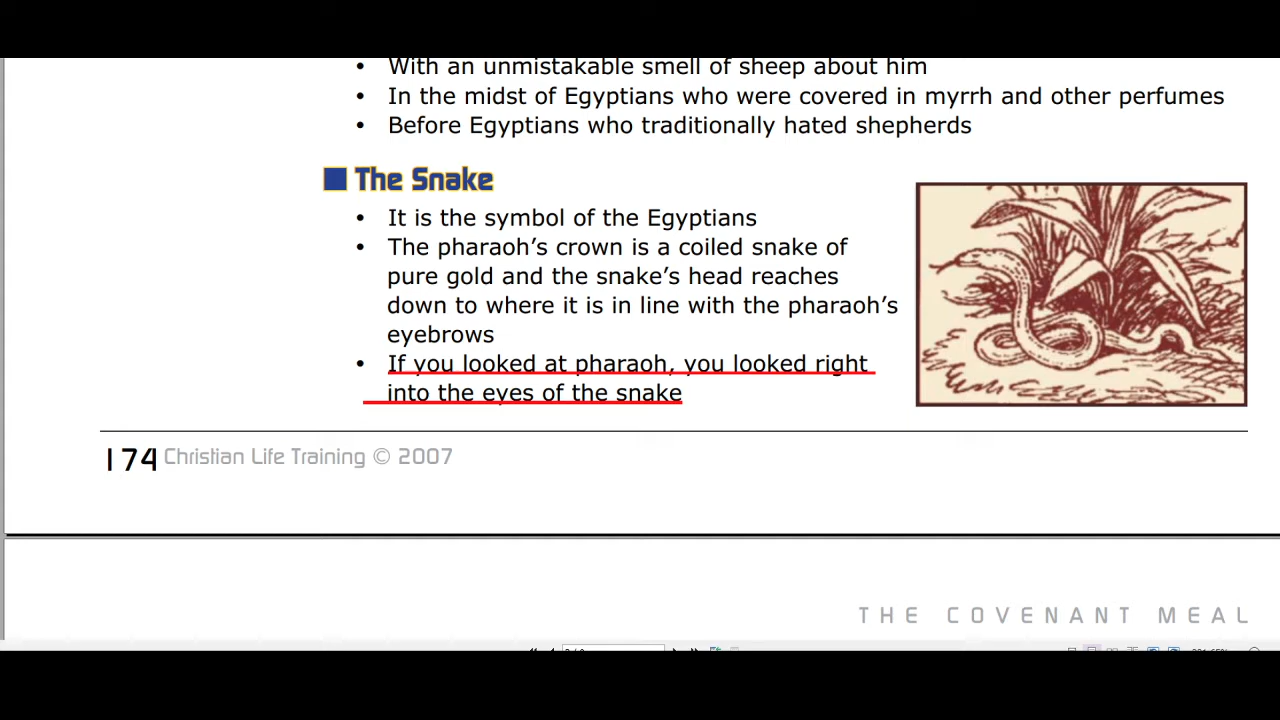 • With an unmistakable smell of sheep about him
• In the midst of Egyptians who were covered in myrrh and other perfumes
• Before Egyptians who traditionally hated shepherds
The Snake
• It is the symbol of the Egyptians
• The pharaoh's crown is a coiled snake of
pure gold and the snake's head reaches
down to where it is in line with the pharaoh's
eyebrows
• If you looked at pharaoh, you looked right
into the eyes of the snake
174 Christian Life Training © 2007
THE COVENANT MEAL